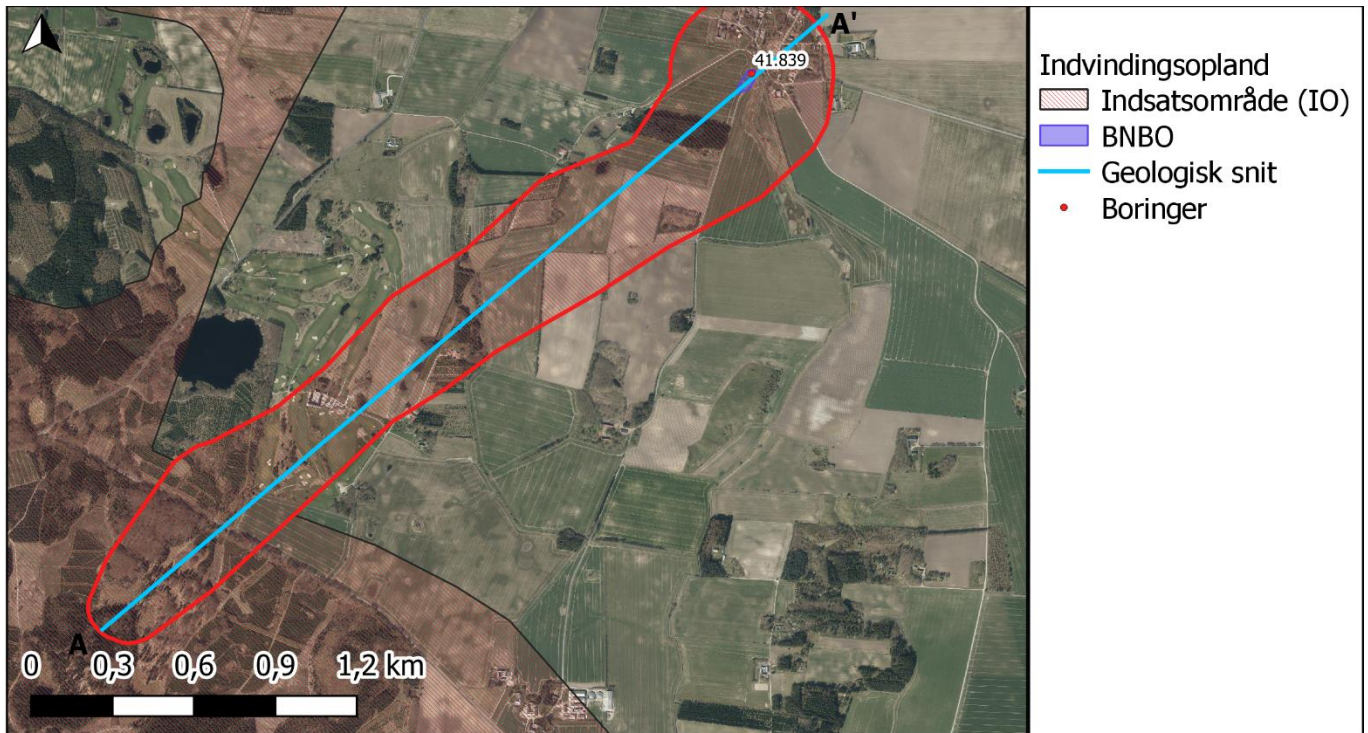 A'
41.839
A
0 0,3 0,6 0,9 1,2 km
Indvindingsopland
Indsatsområde (IO)
BNBO
Geologisk snit
Boringer